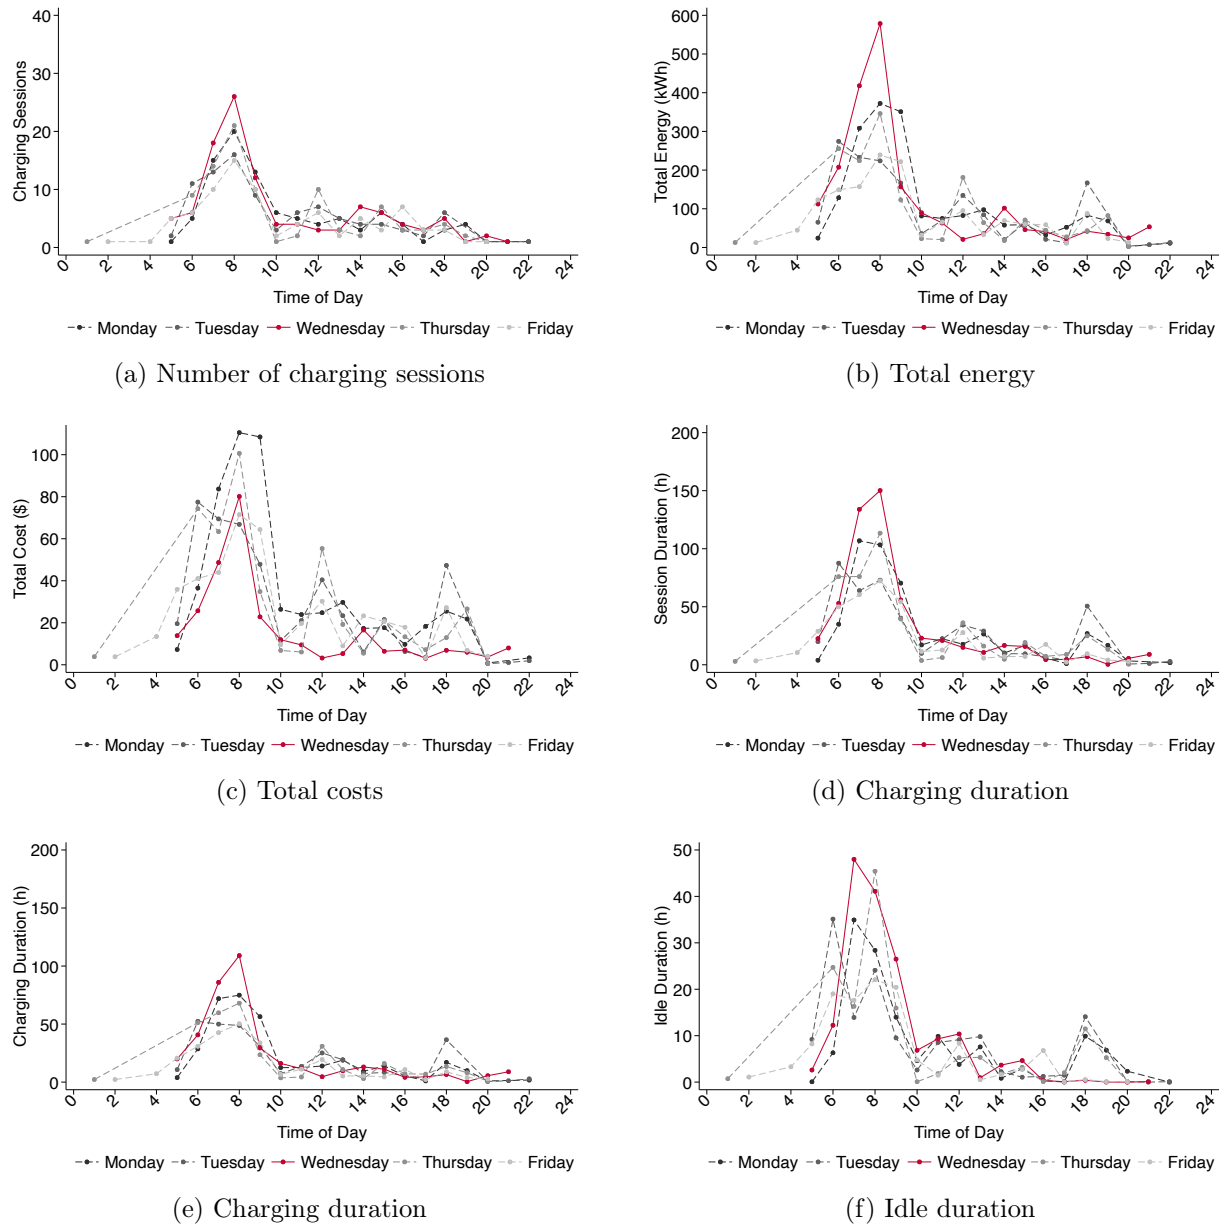 40
30
20
10
0
Charging Sessions
0 2 4 6 8 10 12 14 16 18 20 22 24
Time of Day
Monday Tuesday Wednesday Thursday Friday
(a) Number of charging sessions
600
500
400
300
200
100
0
Total Energy (kWh)
0 2 4 6 8 10 12 14 16 18 20 22 24
Time of Day
Monday Tuesday Wednesday Thursday Friday
(b) Total energy
100
80
60
40
20
0
Total Cost ($)
0 2 4 6 8 10 12 14 16 18 20 22 24
Time of Day
Monday Tuesday Wednesday Thursday Friday
(c) Total costs
200
150
100
50
0
Session Duration (h)
0 2 4 6 8 10 12 14 16 18 20 22 24
Time of Day
Monday Tuesday Wednesday Thursday Friday
(d) Charging duration
200
150
100
50
0
Charging Duration (h)
0 2 4 6 8 10 12 14 16 18 20 22 24
Time of Day
Monday Tuesday Wednesday Thursday Friday
(e) Charging duration
50
40
30
20
10
0
Idle Duration (h)
0 2 4 6 8 10 12 14 16 18 20 22 24
Time of Day
Monday Tuesday Wednesday Thursday Friday
(f) Idle duration